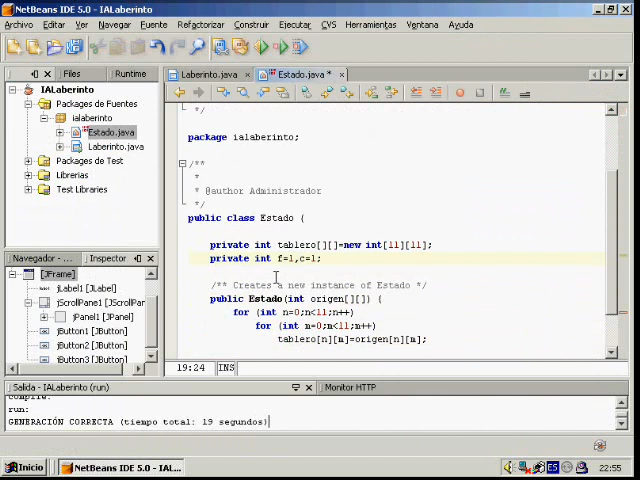 NetBeans IDE 5.0 - IALaberinto
Archivo Editar Ver Navegar Fuente Refactorizar Construir Ejecutar CVS Herramientas Ventana Ayuda
Files Runtime
IALaberinto
Paquetes de Fuentes
ialaberinto
Estado.java
Laberinto.java
Paquetes de Test
Librerias
Test Libraries
Navegador - Inspector
[JFrame]
jLabel1 [JLabel]
jScrollPane1 [JScrollPane]
jPanel1 [JPanel]
jButton1 [JButton]
jButton2 [JButton]
jButton3 [JButton]
Laberinto.java Estado.java *
*/
package ialaberinto;
/**
*
* @author Administrador
*/
public class Estado {
private int tablero[][]=new int[11][11];
private int f=1,c=1;
/** Creates a new instance of Estado */
public Estado(int origen[][]) {
for (int n=0;n<11;n++)
for (int m=0;m<11;m++)
tablero[n][m]=origen[n][m];
19:24 INS
Salida - IALaberinto (run) Monitor HTTP
compile:
run:
GENERACIÓN CORRECTA (tiempo total: 19 segundos)
Inicio NetBeans IDE 5.0 - IAL... ES 22:55